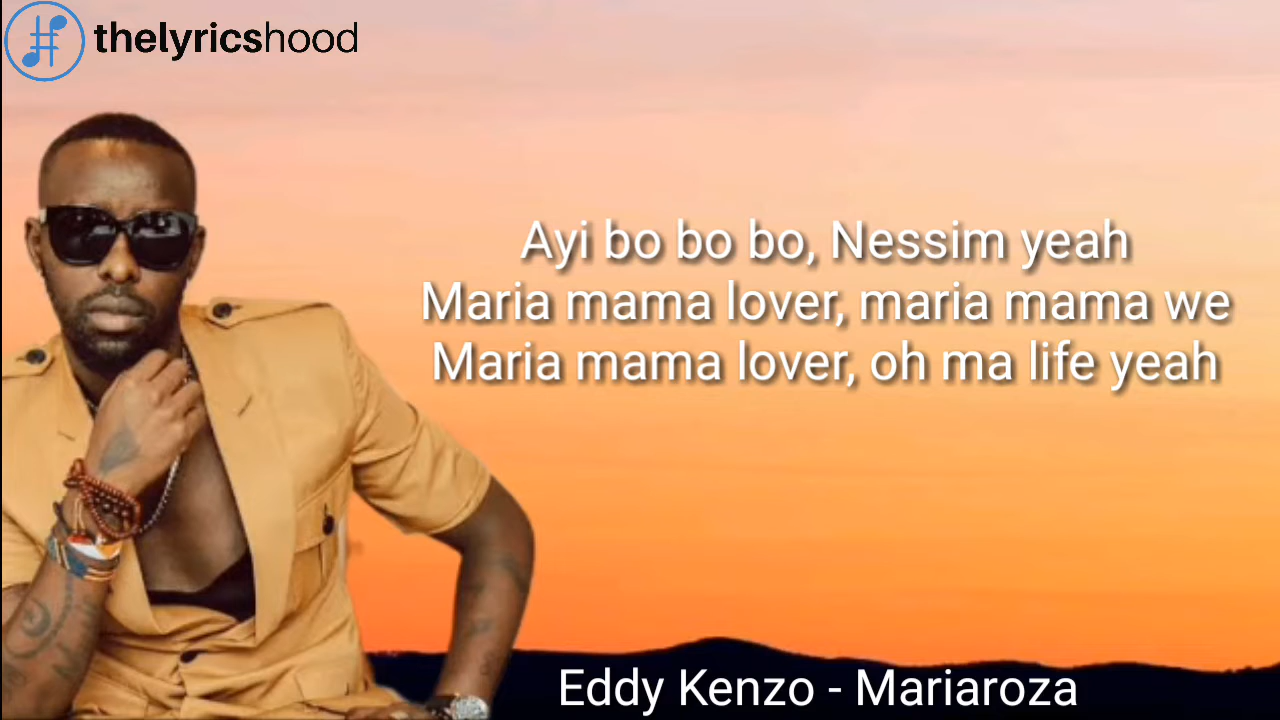 thelyricshood
Ayi bo bo bo, Nessim yeah
Maria mama lover, maria mama we
Maria mama lover, oh ma life yeah
Eddy Kenzo - Mariaroza